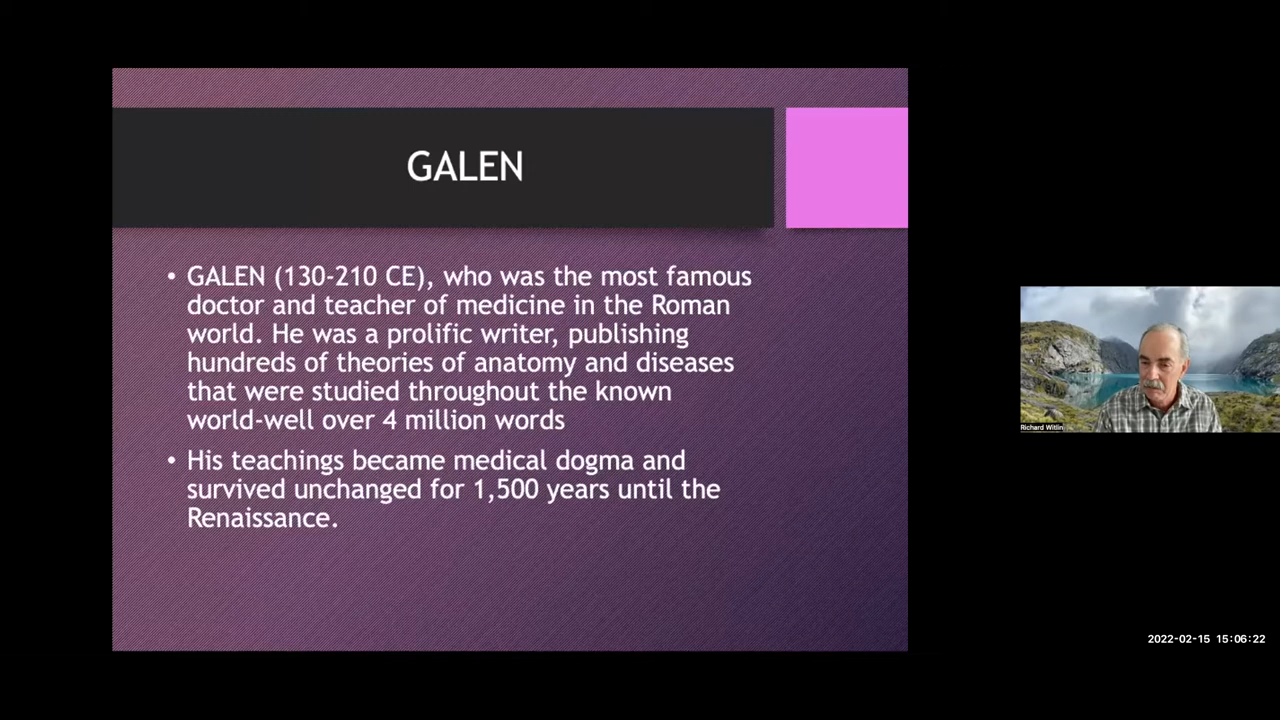 GALEN
• GALEN (130-210 CE), who was the most famous
doctor and teacher of medicine in the Roman
world. He was a prolific writer, publishing
hundreds of theories of anatomy and diseases
that were studied throughout the known
world-well over 4 million words
• His teachings became medical dogma and
survived unchanged for 1,500 years until the
Renaissance.
Richard Witlin
2022-02-15 15:06:22